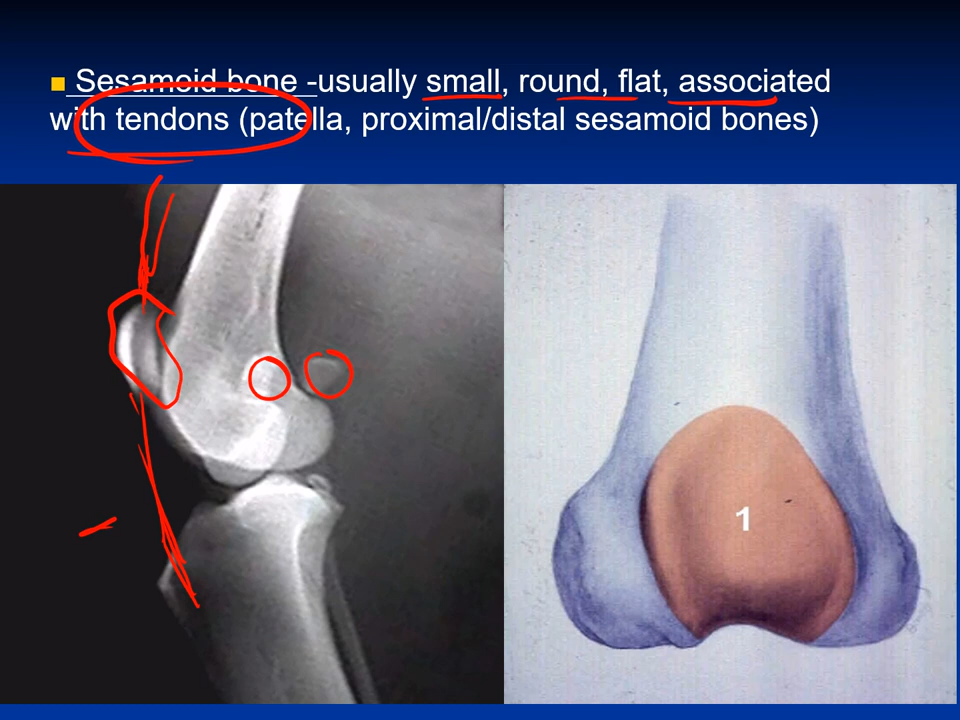 Sesamoid bone -usually small, round, flat, associated
with tendons (patella, proximal/distal sesamoid bones)
1